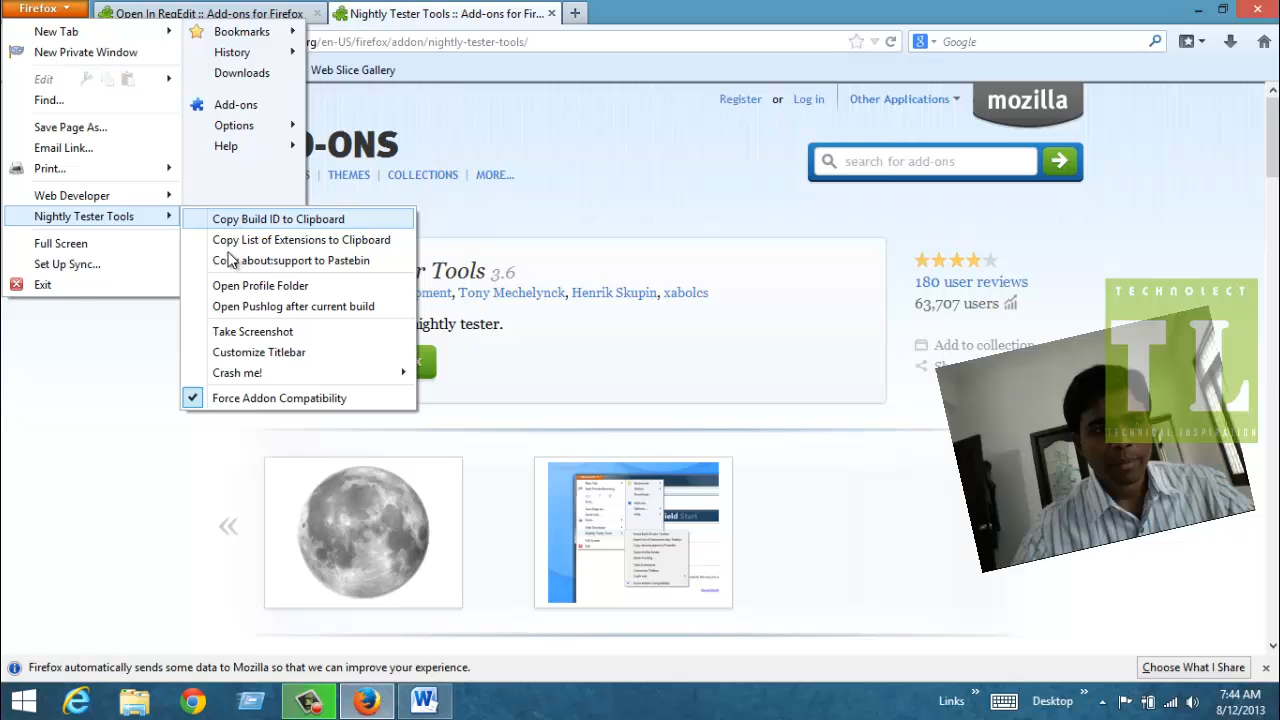 Firefox
Open In RegEdit :: Add-ons for Firefox
Nightly Tester Tools :: Add-ons for Fir...
New Tab
New Private Window
Edit
Find...
Save Page As...
Email Link...
Print...
Web Developer
Nightly Tester Tools
Full Screen
Set Up Sync...
Exit
Bookmarks
History
Downloads
Add-ons
Options
Help
Copy Build ID to Clipboard
Copy List of Extensions to Clipboard
Copy about:support to Pastebin
Open Profile Folder
Open Pushlog after current build
Take Screenshot
Customize Titlebar
Crash me!
Force Addon Compatibility
rg/en-US/firefox/addon/nightly-tester-tools/
Google
Web Slice Gallery
Register or Log in
Other Applications
mozilla
D-ONS
search for add-ons
THEMES | COLLECTIONS | MORE...
r Tools 3.6
pment, Tony Mechelynck, Henrik Skupin, xabolcs
nightly tester.
180 user reviews
63,707 users
Add to collection
TECHNOLECT
TL
TECHNICAL INSPIRATION
Firefox automatically sends some data to Mozilla so that we can improve your experience.
Choose What I Share
Links
Desktop
7:44 AM
8/12/2013